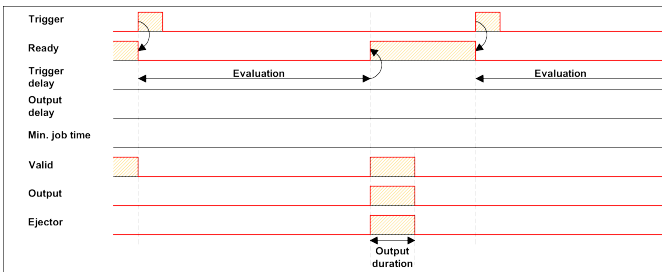 Trigger
Ready
Trigger
delay
Evaluation
Evaluation
Output
delay
Min. job time
Valid
Output
Ejector
Output
duration